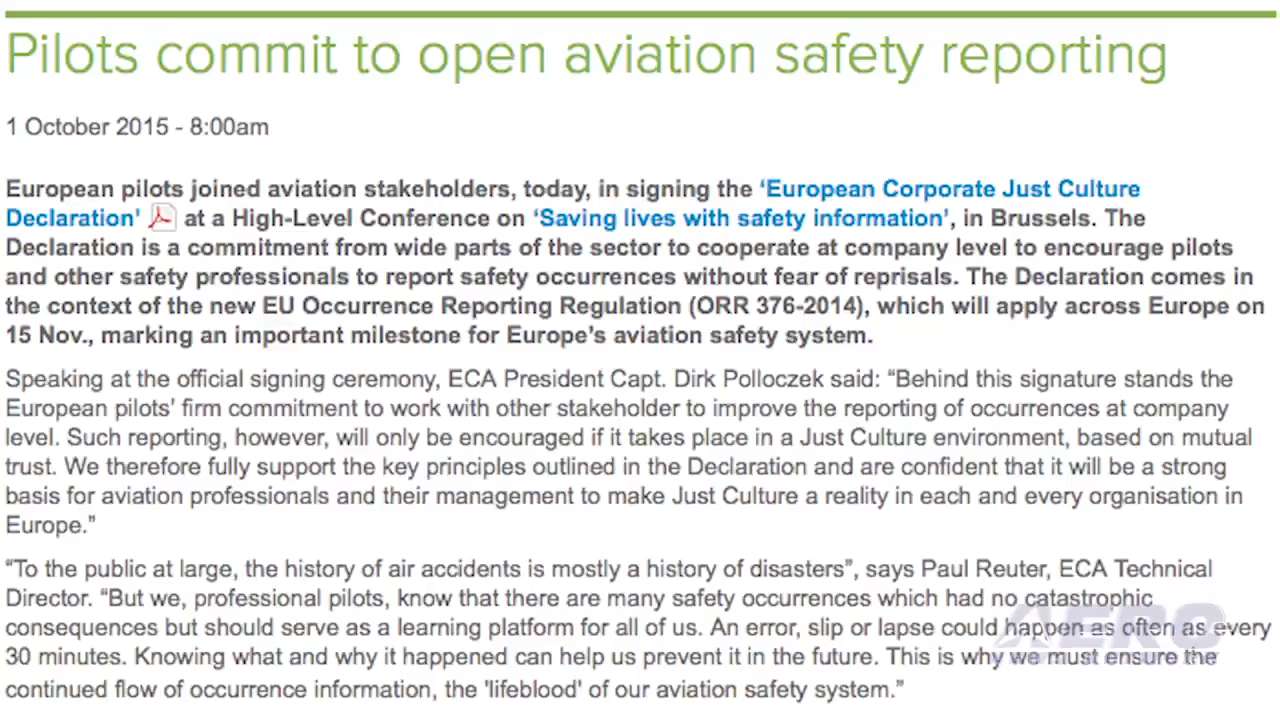 Pilots commit to open aviation safety reporting
1 October 2015 - 8:00am
European pilots joined aviation stakeholders, today, in signing the ‘European Corporate Just Culture
Declaration’ at a High-Level Conference on ‘Saving lives with safety information’, in Brussels. The
Declaration is a commitment from wide parts of the sector to cooperate at company level to encourage pilots
and other safety professionals to report safety occurrences without fear of reprisals. The Declaration comes in
the context of the new EU Occurrence Reporting Regulation (ORR 376-2014), which will apply across Europe on
15 Nov., marking an important milestone for Europe’s aviation safety system.
Speaking at the official signing ceremony, ECA President Capt. Dirk Polloczek said: “Behind this signature stands the
European pilots’ firm commitment to work with other stakeholder to improve the reporting of occurrences at company
level. Such reporting, however, will only be encouraged if it takes place in a Just Culture environment, based on mutual
trust. We therefore fully support the key principles outlined in the Declaration and are confident that it will be a strong
basis for aviation professionals and their management to make Just Culture a reality in each and every organisation in
Europe.”
“To the public at large, the history of air accidents is mostly a history of disasters”, says Paul Reuter, ECA Technical
Director. “But we, professional pilots, know that there are many safety occurrences which had no catastrophic
consequences but should serve as a learning platform for all of us. An error, slip or lapse could happen as often as every
30 minutes. Knowing what and why it happened can help us prevent it in the future. This is why we must ensure the
continued flow of occurrence information, the 'lifeblood' of our aviation safety system.”
AERO